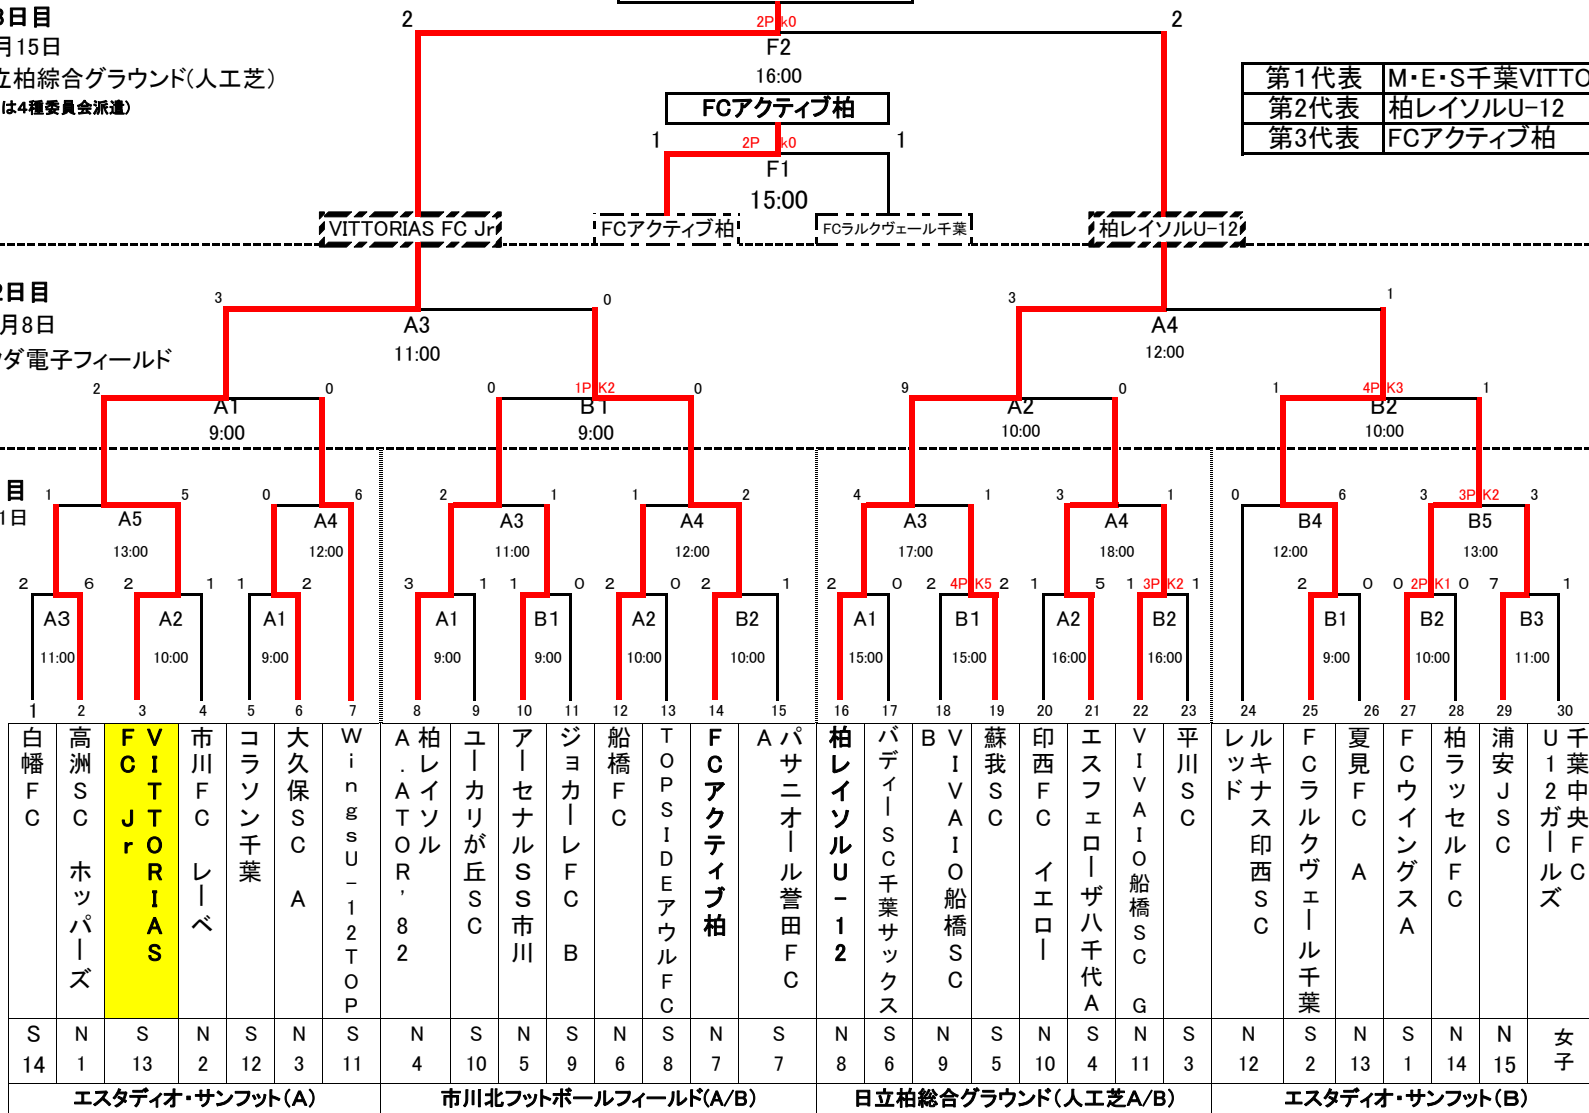 3日目
月15日
立柏綜合グラウンド(人工芝)
は4種委員会派遣)
2
2P k0
2
F2
16:00
FCアクティブ柏
1
2P k0
1
F1
15:00
第1代表 M・E・S千葉VITTO
第2代表 柏レイソルU-12
第3代表 FCアクティブ柏
VITTORIAS FC Jr
FCアクティブ柏
FCラルクヴェール千葉
柏レイソルU-12
2日目
月8日
ダ電子フィールド
3 0 3 1
A3 A4
11:00 12:00
2 0 0 1P K2 0 9 0 1 4P K3 1
A1 B1 A2 B2
9:00 9:00 10:00 10:00
目
1日
1 5 0 6 2 1 1 2 4 1 3 1 0 6 3 3P K2 3
A5 A4 A3 A4 A3 A4 B4 B5
13:00 12:00 11:00 12:00 17:00 18:00 12:00 13:00
2 6 2 1 1 2 3 1 1 0 2 0 2 1 2 0 2 4P K5 2 1 5 1 3P K2 1 2 0 0 2P K1 0 7 1
A3 A2 A1 A1 B1 A2 B2 A1 B1 A2 B2 B1 B2 B3
11:00 10:00 9:00 9:00 9:00 10:00 10:00 15:00 15:00 16:00 16:00 9:00 10:00 11:00
1 2 3 4 5 6 7 8 9 10 11 12 13 14 15 16 17 18 19 20 21 22 23 24 25 26 27 28 29 30
白幡FC
高洲SC ホッパーズ
VITTORIAS
FC Jr
市川FC レーベ
コラソン千葉
大久保SC A
WingsU-12TOP
柏レイソル
A.ATOR'82
ユーカリが丘SC
アーセナルSS市川
ジョカーレFC B
船橋FC
TOPSIDEアウルFC
FCアクティブ柏
パサニオール誉田FC
A
柏レイソルU-12
バディーSC千葉サックス
VIVAIO船橋SC
B
蘇我SC
印西FC イエロー
エスフェローザ八千代A
VIVAIO船橋SC G
平川SC
ルキナス印西SC
レッド
FCラルクヴェール千葉
夏見FC A
FCウイングスA
柏ラッセルFC
浦安JSC
千葉中央FC
U12ガールズ
S N S N S N S N S N S N S N S N S N S N S N S N S N S N N 女子
14 1 13 2 12 3 11 4 10 5 9 6 8 7 7 8 6 9 5 10 4 11 3 12 2 13 1 14 15
エスタディオ・サンフット(A)
市川北フットボールフィールド(A/B)
日立柏総合グラウンド(人工芝A/B)
エスタディオ・サンフット(B)